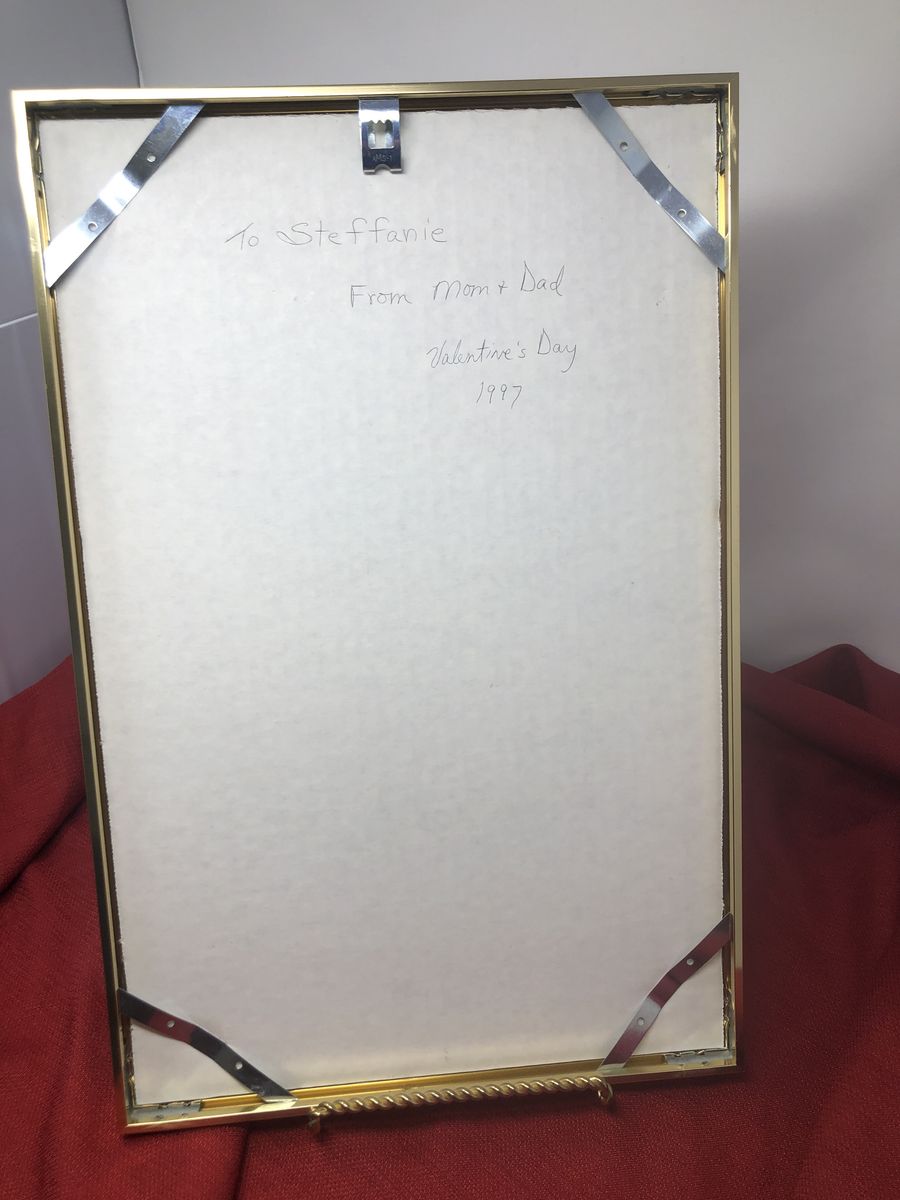 To Steffanie
From Mom + Dad
Valentine's Day
1997